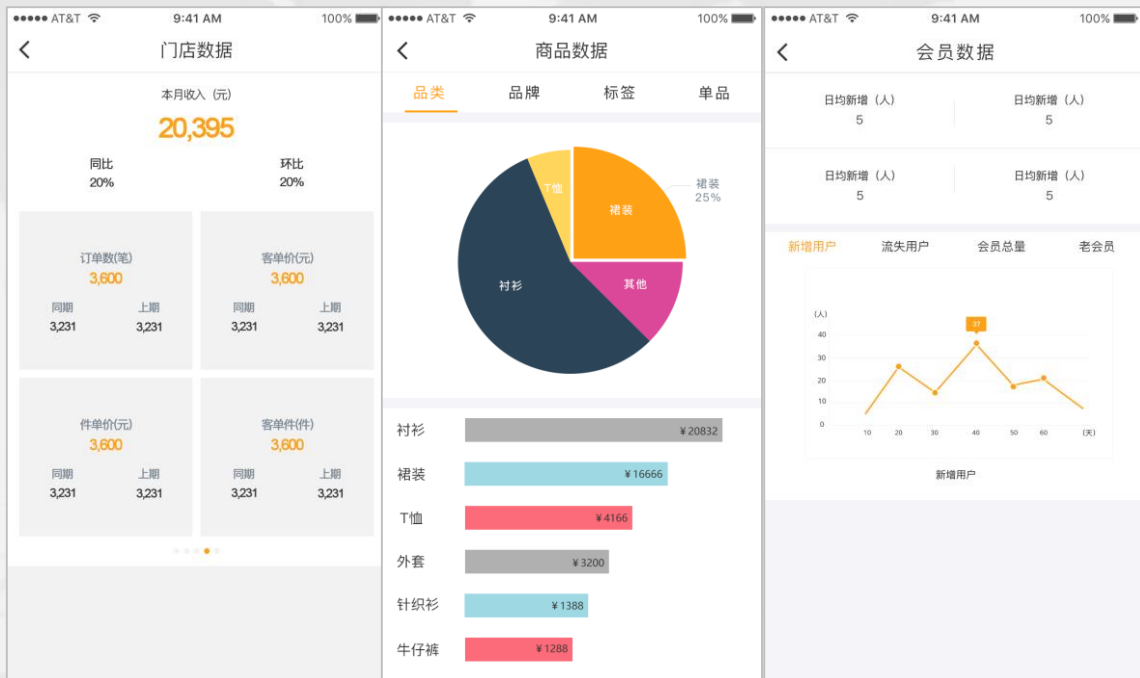 AT&T 9:41 AM 100%
门店数据
本月收入（元）
20,395
同比 环比
20% 20%
订单数(笔) 客单价(元)
3,600 3,600
同期 上期 同期 上期
3,231 3,231 3,231 3,231
件单价(元) 客单件(件)
3,600 3,600
同期 上期 同期 上期
3,231 3,231 3,231 3,231
AT&T 9:41 AM 100%
商品数据
品类 品牌 标签 单品
T恤
裙装
裙装
25%
衬衫
其他
衬衫 ¥20832
裙装 ¥16666
T恤 ¥4166
外套 ¥3200
针织衫 ¥1388
牛仔裤 ¥1288
AT&T 9:41 AM 100%
会员数据
日均新增（人） 日均新增（人）
5 5
日均新增（人） 日均新增（人）
5 5
新增用户 流失用户 会员总量 老会员
(人)
37
40
30
20
10
0
10 20 30 40 50 60 (天)
新增用户